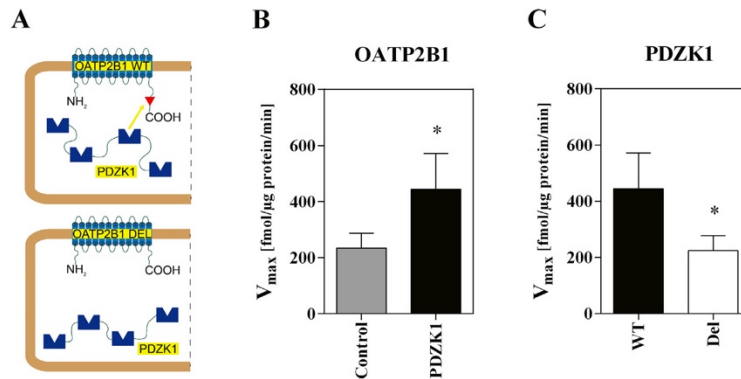 A
OATP2B1 WT
NH2
COOH
PDZK1
OATP2B1 DEL
NH2
COOH
PDZK1
B
OATP2B1
Vmax [fmol/µg protein/min]
800
600
400
200
0
*
Control
PDZK1
C
PDZK1
Vmax [fmol/µg protein/min]
800
600
400
200
0
*
WT
Del